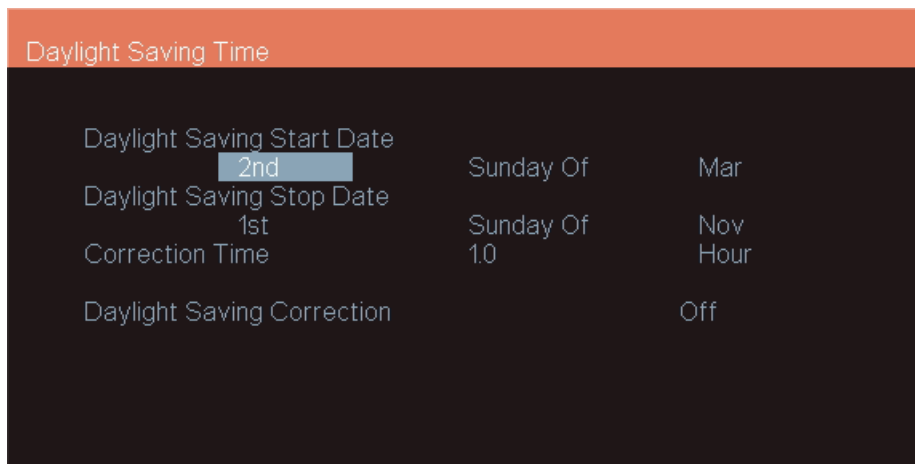 Daylight Saving Time
Daylight Saving Start Date
2nd Sunday Of Mar
Daylight Saving Stop Date
1st Sunday Of Nov
Correction Time 1.0 Hour
Daylight Saving Correction Off